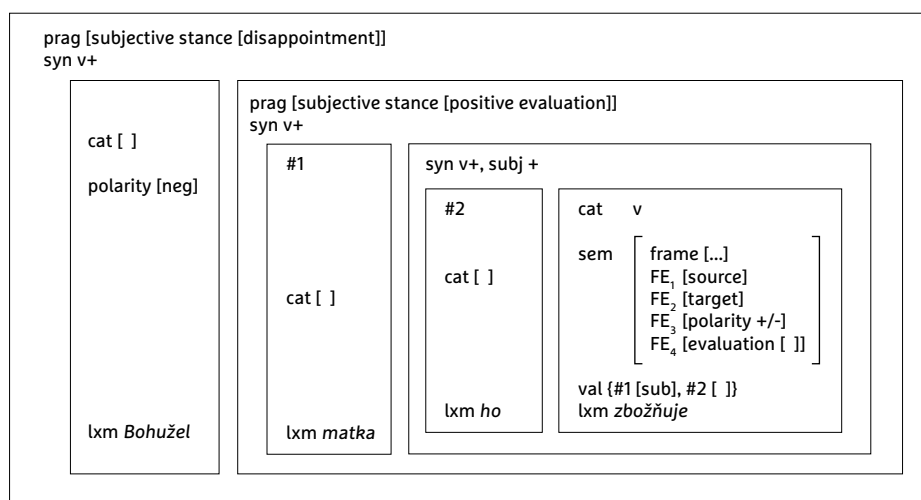 prag [subjective stance [disappointment]]
syn v+
cat [ ]
polarity [neg]
lxm Bohužel
prag [subjective stance [positive evaluation]]
syn v+
#1
cat [ ]
lxm matka
syn v+, subj +
#2
cat [ ]
lxm ho
cat v
sem
frame [...]
FE₁ [source]
FE₂ [target]
FE₃ [polarity +/-]
FE₄ [evaluation [ ]]
val {#1 [sub], #2 [ ]}
lxm zbožňuje